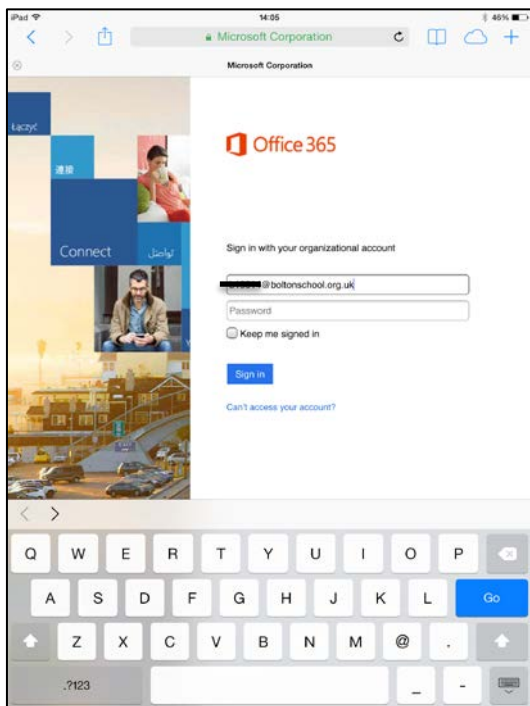 iPad 14:05 46%
Microsoft Corporation
Microsoft Corporation
Łączyć
連接
Connect تواصل
Office 365
Sign in with your organizational account
@boltonschool.org.uk
Password
Keep me signed in
Sign in
Can't access your account?
Q W E R T Y U I O P
A S D F G H J K L Go
Z X C V B N M @ .
.?123 _ -